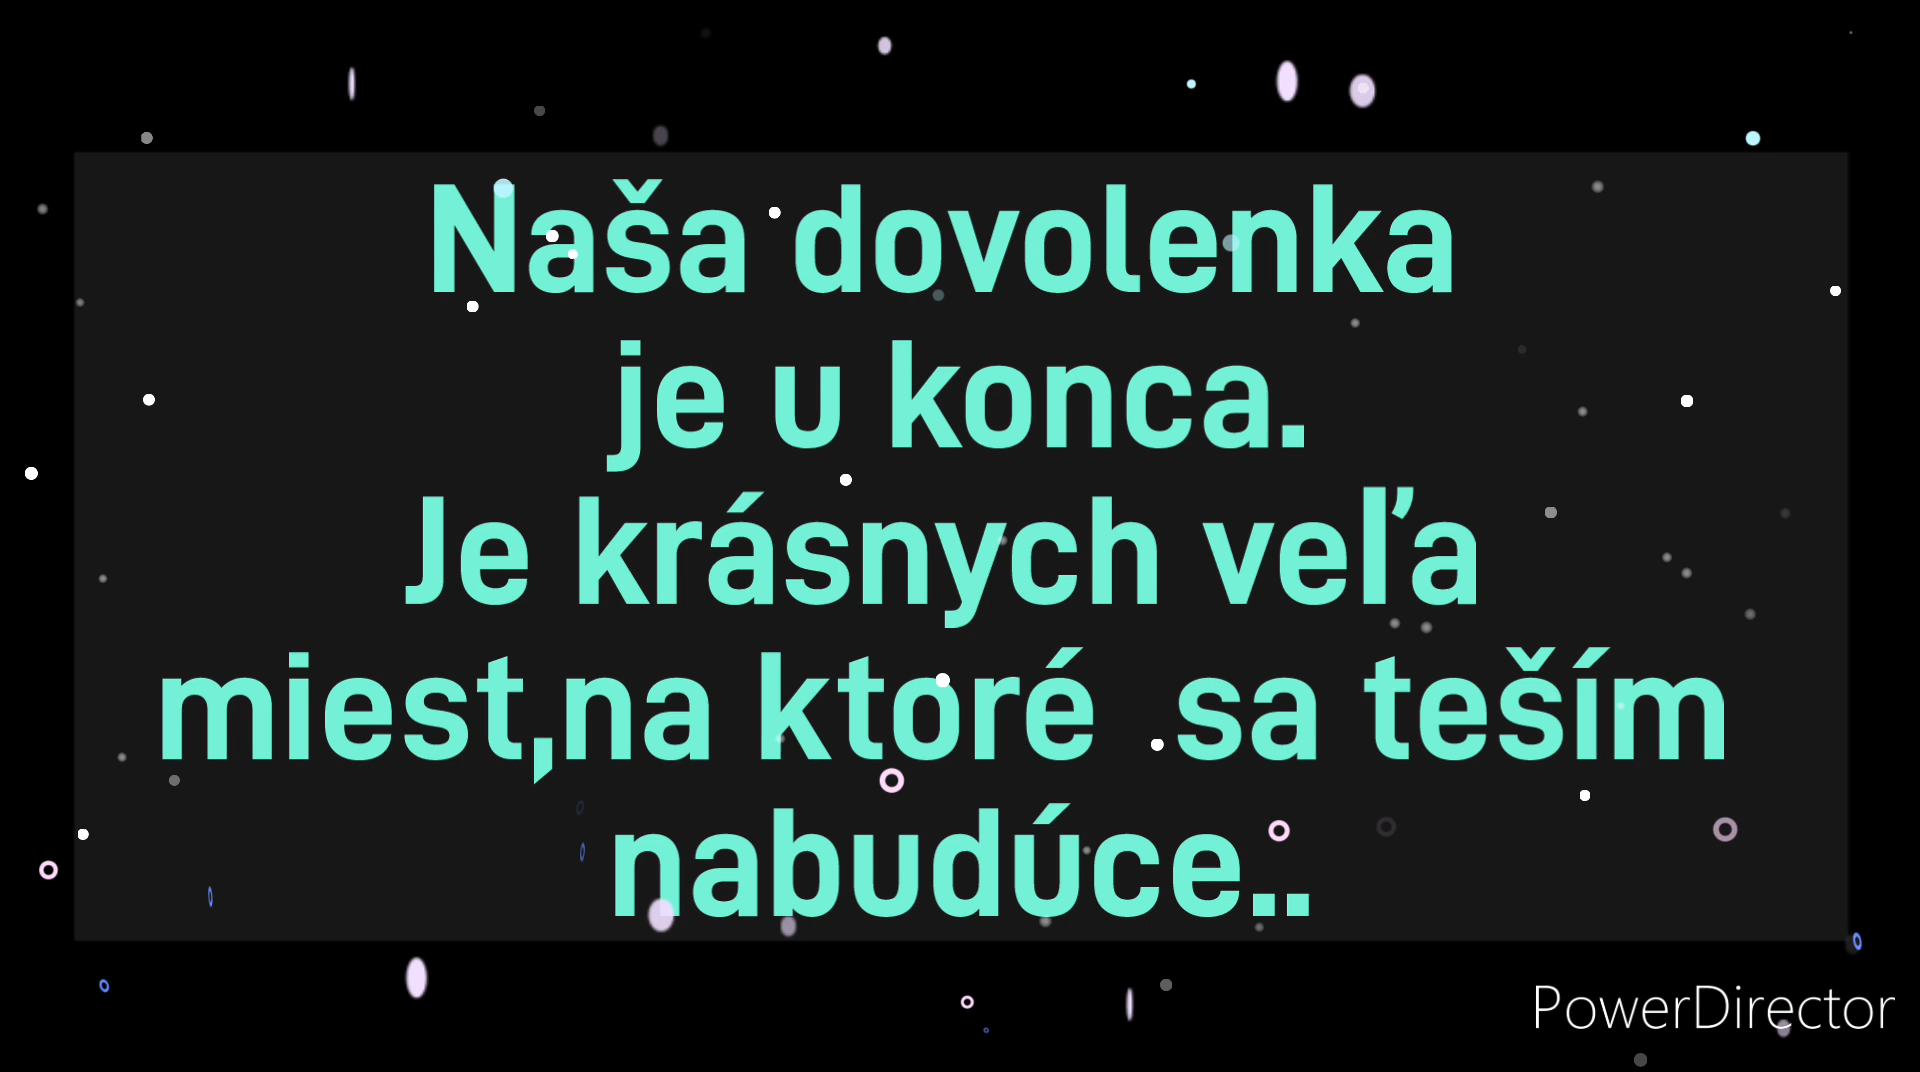 Naša dovolenka
je u konca.
Je krásnych veľa
miest,na ktoré  sa teším
nabudúce..
PowerDirector